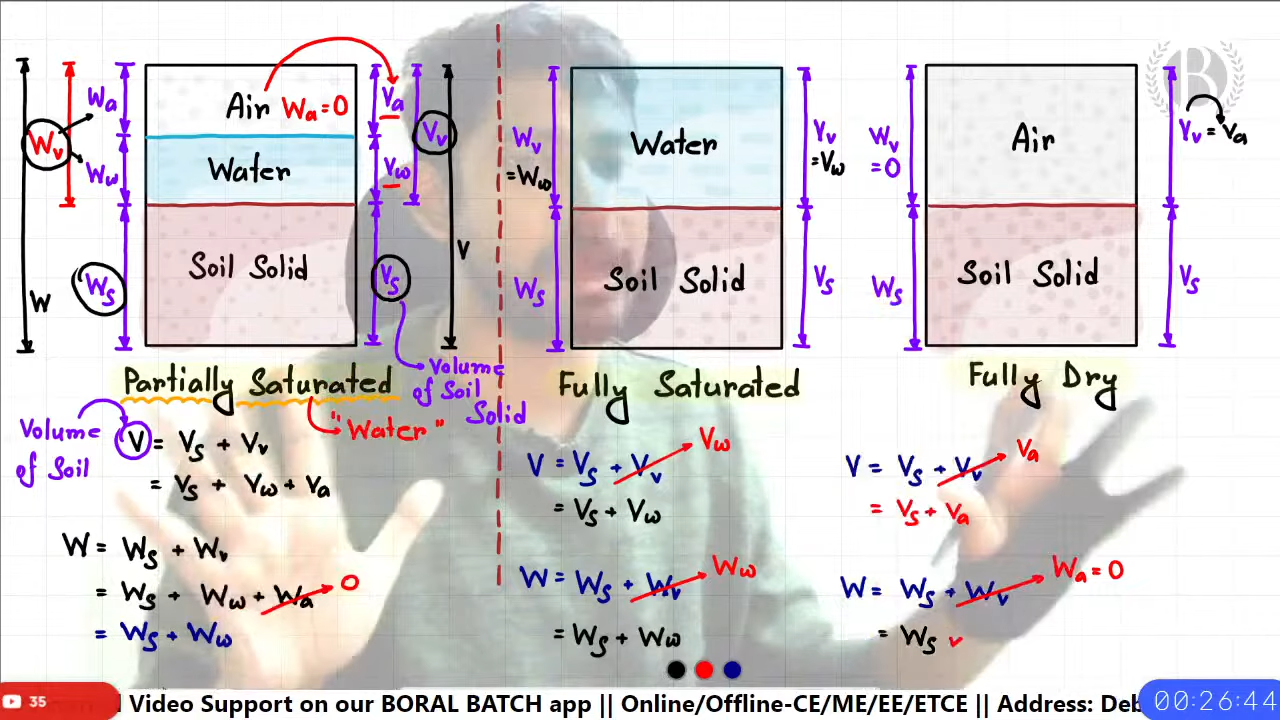 Wa
Wv
Ww
Ws
W
Air Wa=0
Water
Soil Solid
Va
Vw
Vv
Vs
V
Partially Saturated
Volume of Soil Solid
"Water"
Volume of Soil
V = Vs + Vv
= Vs + Vw + Va
W = Ws + Wv
= Ws + Ww + Wa 0
= Ws + Ww
Wv
=Ww
Ws
Water
Soil Solid
Vv
=Vw
Vs
Fully Saturated
V = Vs + Vv Vw
= Vs + Vw
W = Ws + Wv Ww
= Ws + Ww
Wv
=0
Ws
Air
Soil Solid
Vv = Va
Vs
B
Fully Dry
V = Vs + Vv Va
= Vs + Va
W = Ws + Wv Wa = 0
= Ws
35
Video Support on our BORAL BATCH app || Online/Offline-CE/ME/EE/ETCE || Address: Deb
00:26:44